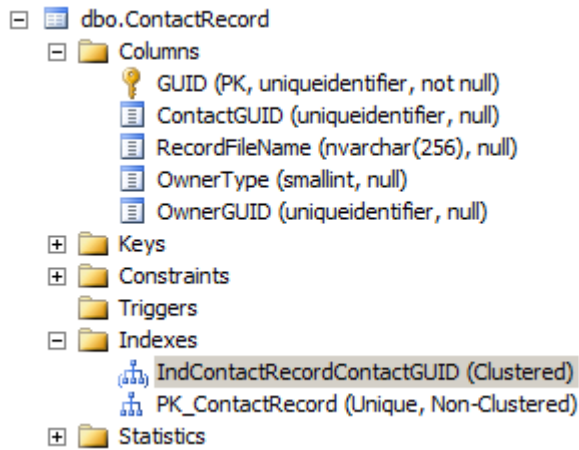 dbo.ContactRecord
Columns
GUID (PK, uniqueidentifier, not null)
ContactGUID (uniqueidentifier, null)
RecordFileName (nvarchar(256), null)
OwnerType (smallint, null)
OwnerGUID (uniqueidentifier, null)
Keys
Constraints
Triggers
Indexes
IndContactRecordContactGUID (Clustered)
PK_ContactRecord (Unique, Non-Clustered)
Statistics